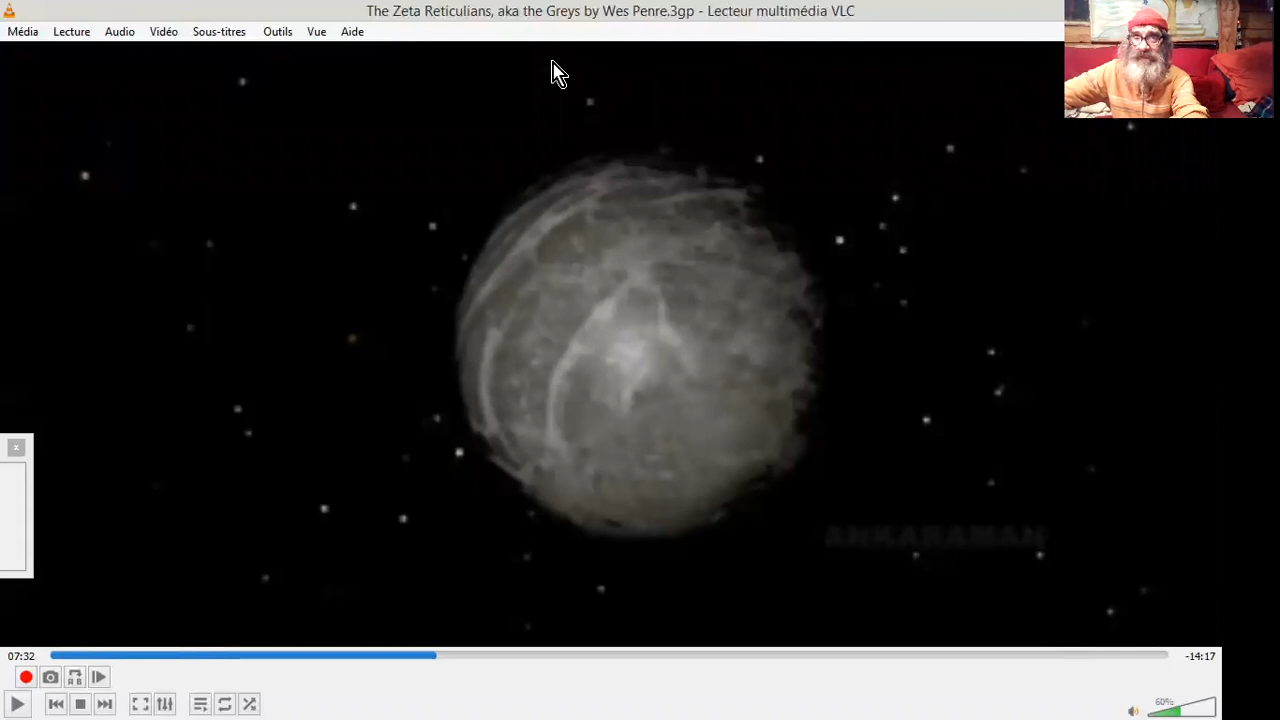 The Zeta Reticulians, aka the Greys by Wes Penre.3gp - Lecteur multimédia VLC
Média Lecture Audio Vidéo Sous-titres Outils Vue Aide
x
ANKARAMAN
07:32 -14:17
A B
60%